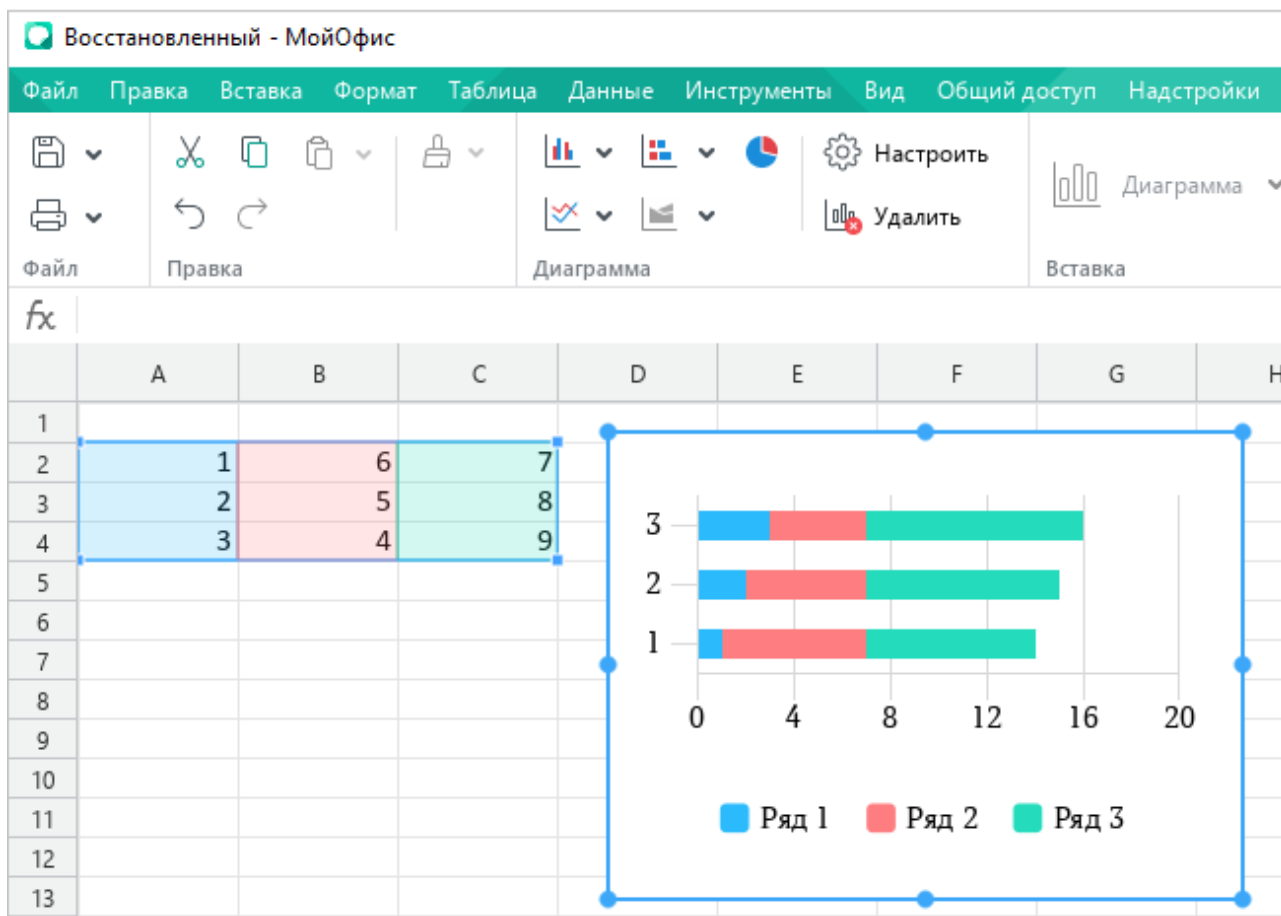 Восстановленный - МойОфис
Файл Правка Вставка Формат Таблица Данные Инструменты Вид Общий доступ Надстройки
Настроить
Диаграмма
Удалить
Файл Правка Диаграмма Вставка
fx
A B C D E F G H
1
2 1 6 7
3 2 5 8
4 3 4 9
5
6
7
8
9
10
11
12
13
3
2
1
0 4 8 12 16 20
Ряд 1 Ряд 2 Ряд 3